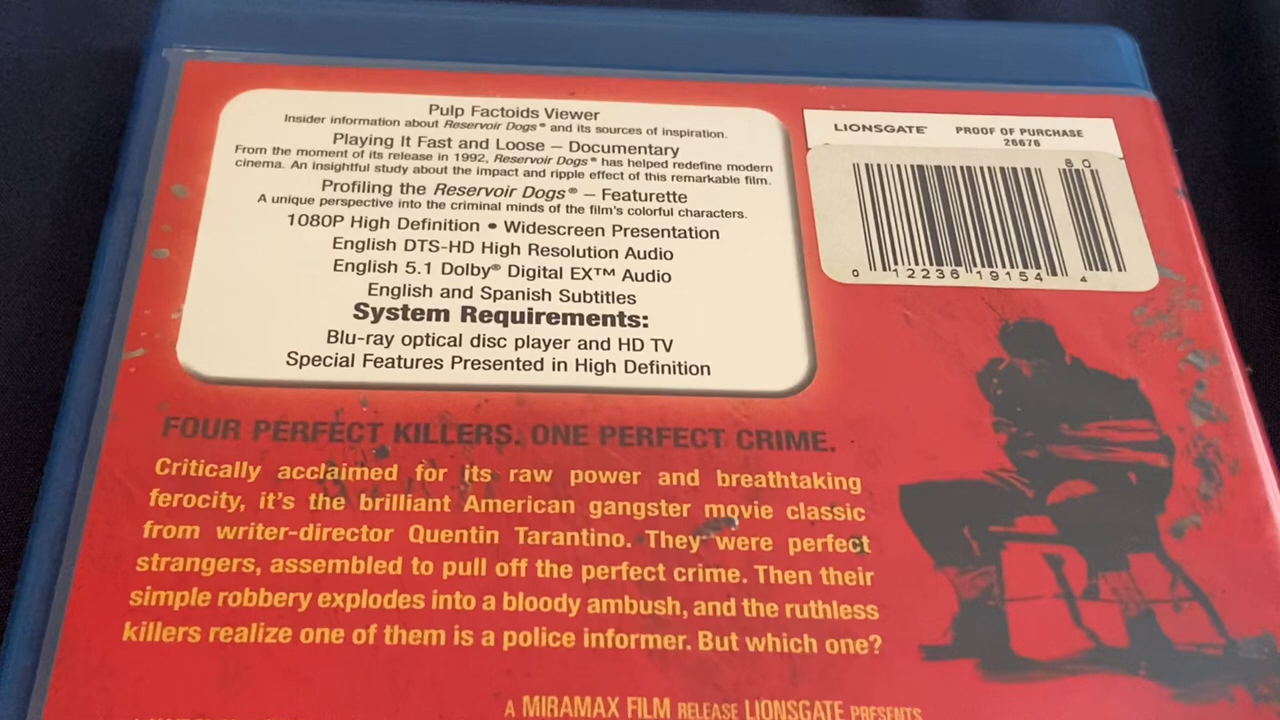 Pulp Factoids Viewer
Insider information about Reservoir Dogs® and its sources of inspiration.
Playing It Fast and Loose – Documentary
From the moment of its release in 1992, Reservoir Dogs® has helped redefine modern
cinema. An insightful study about the impact and ripple effect of this remarkable film.
Profiling the Reservoir Dogs® – Featurette
A unique perspective into the criminal minds of the film's colorful characters.
1080P High Definition • Widescreen Presentation
English DTS-HD High Resolution Audio
English 5.1 Dolby® Digital EX™ Audio
English and Spanish Subtitles
System Requirements:
Blu-ray optical disc player and HD TV
Special Features Presented in High Definition
LIONSGATE® PROOF OF PURCHASE
26676
80
0 12236 19154 4
FOUR PERFECT KILLERS. ONE PERFECT CRIME.
Critically acclaimed for its raw power and breathtaking
ferocity, it's the brilliant American gangster movie classic
from writer-director Quentin Tarantino. They were perfect
strangers, assembled to pull off the perfect crime. Then their
simple robbery explodes into a bloody ambush, and the ruthless
killers realize one of them is a police informer. But which one?
A MIRAMAX FILM RELEASE LIONSGATE PRESENTS